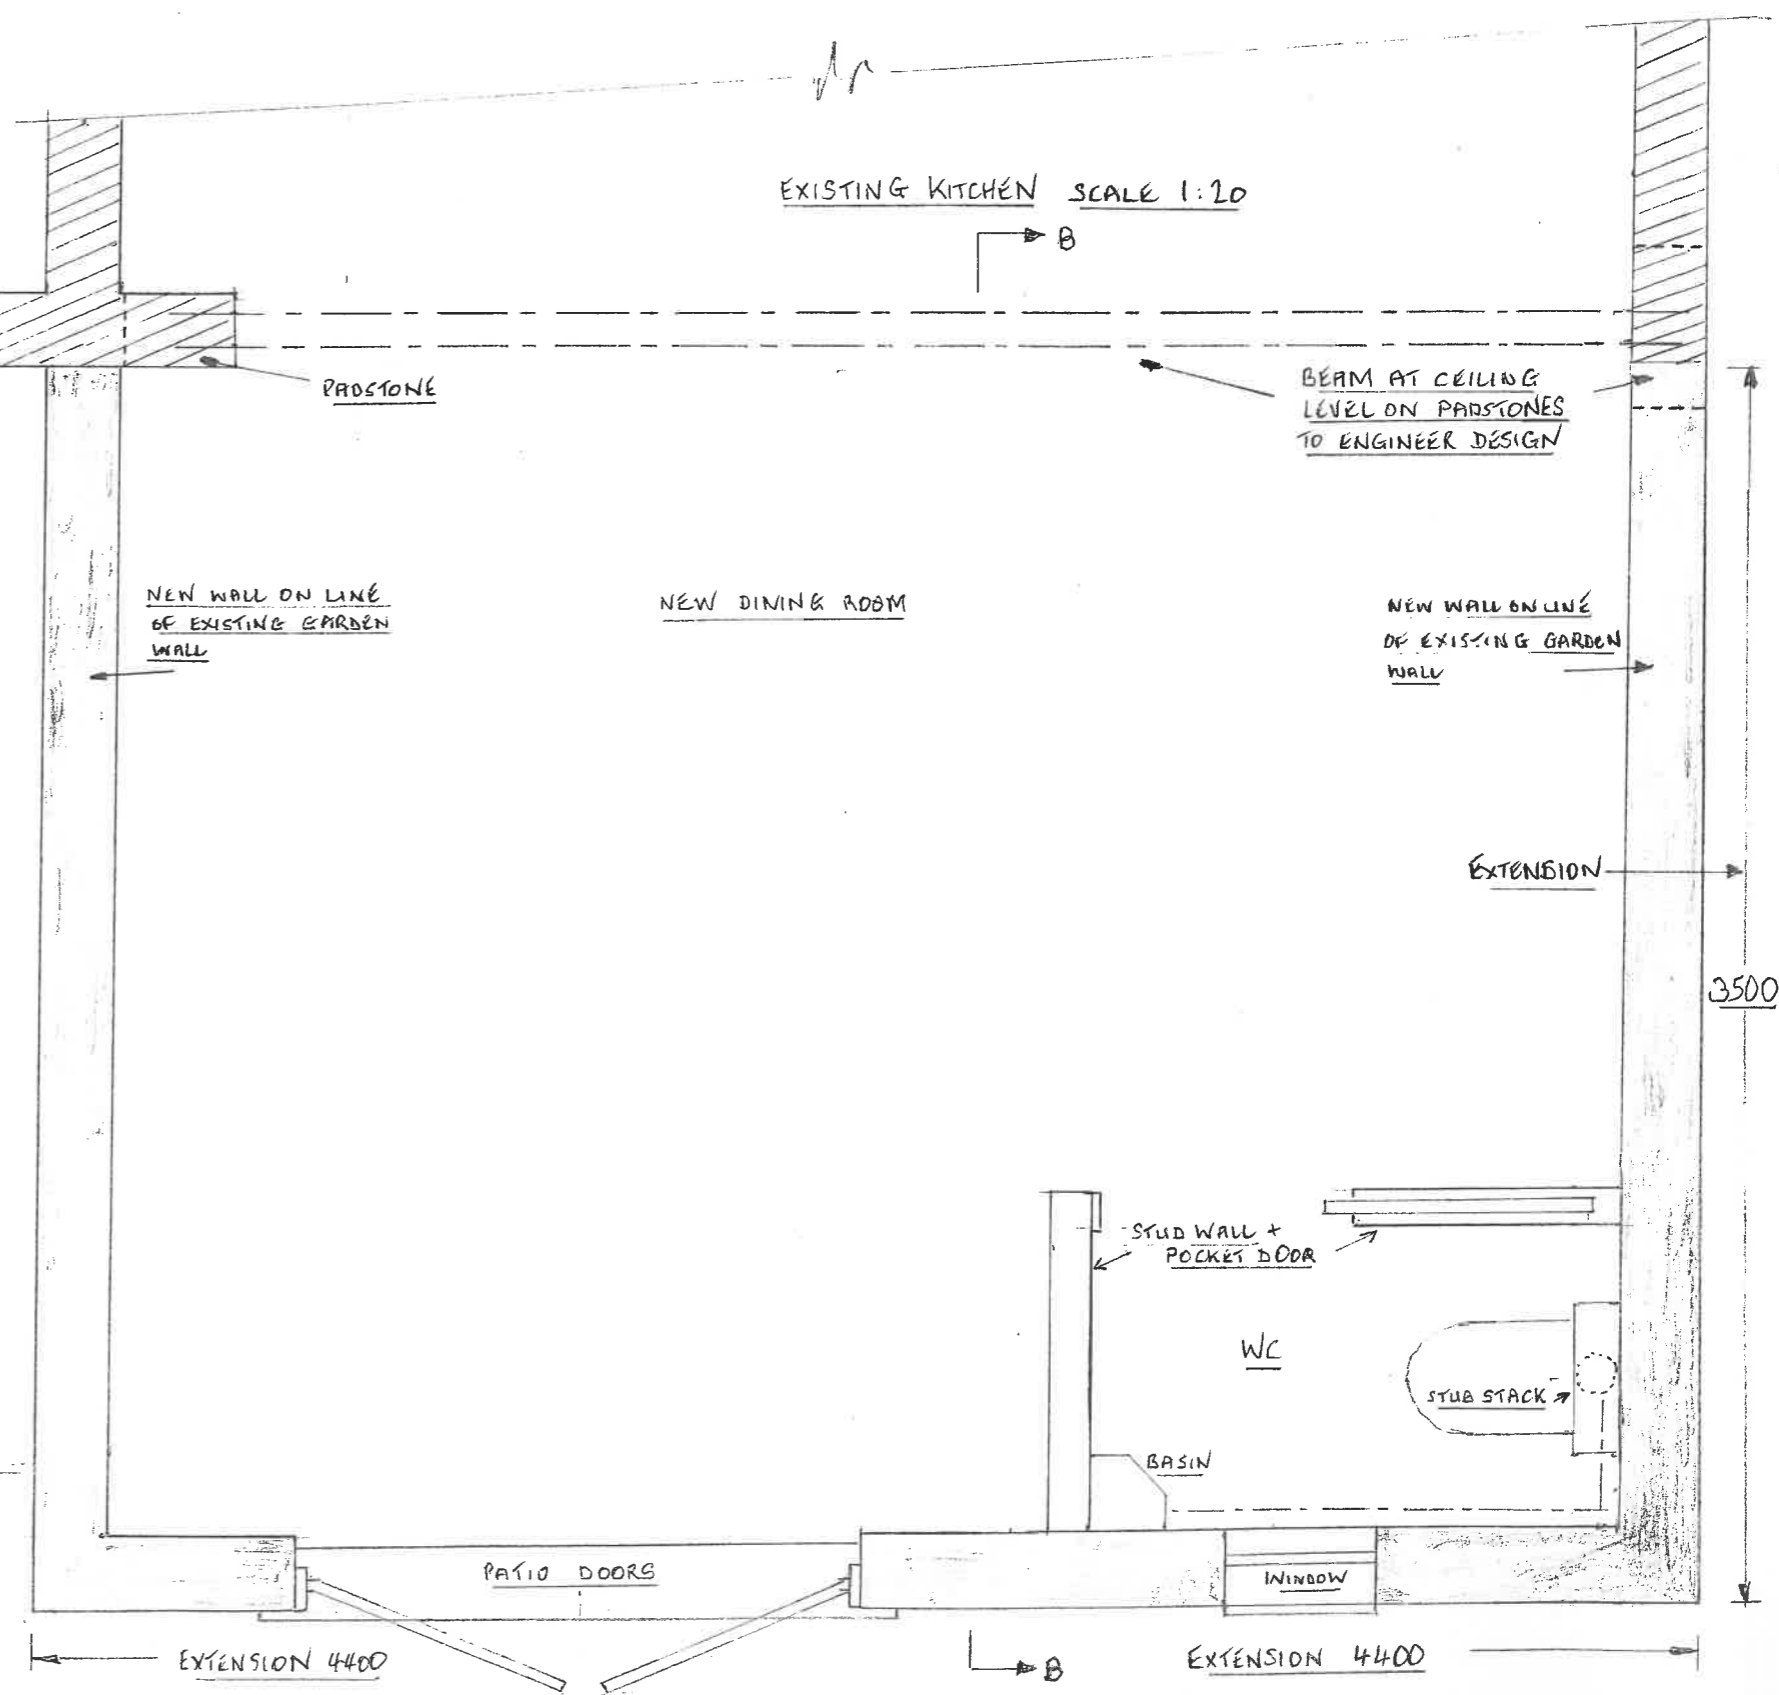 EXISTING KITCHEN SCALE 1:20
B
PADSTONE
BEAM AT CEILING
LEVEL ON PADSTONES
TO ENGINEER DESIGN
NEW WALL ON LINE
OF EXISTING GARDEN
WALL
NEW DINING ROOM
NEW WALL ON LINE
OF EXISTING GARDEN
WALL
EXTENSION
3500
STUD WALL +
POCKET DOOR
WC
STUB STACK
BASIN
PATIO DOORS
WINDOW
EXTENSION 4400
B
EXTENSION 4400